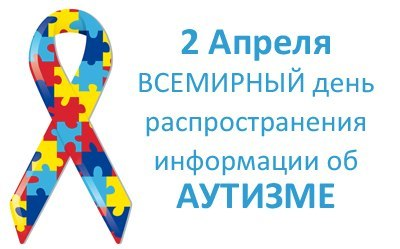 2 Апреля
ВСЕМИРНЫЙ день
распространения
информации об
АУТИЗМЕ